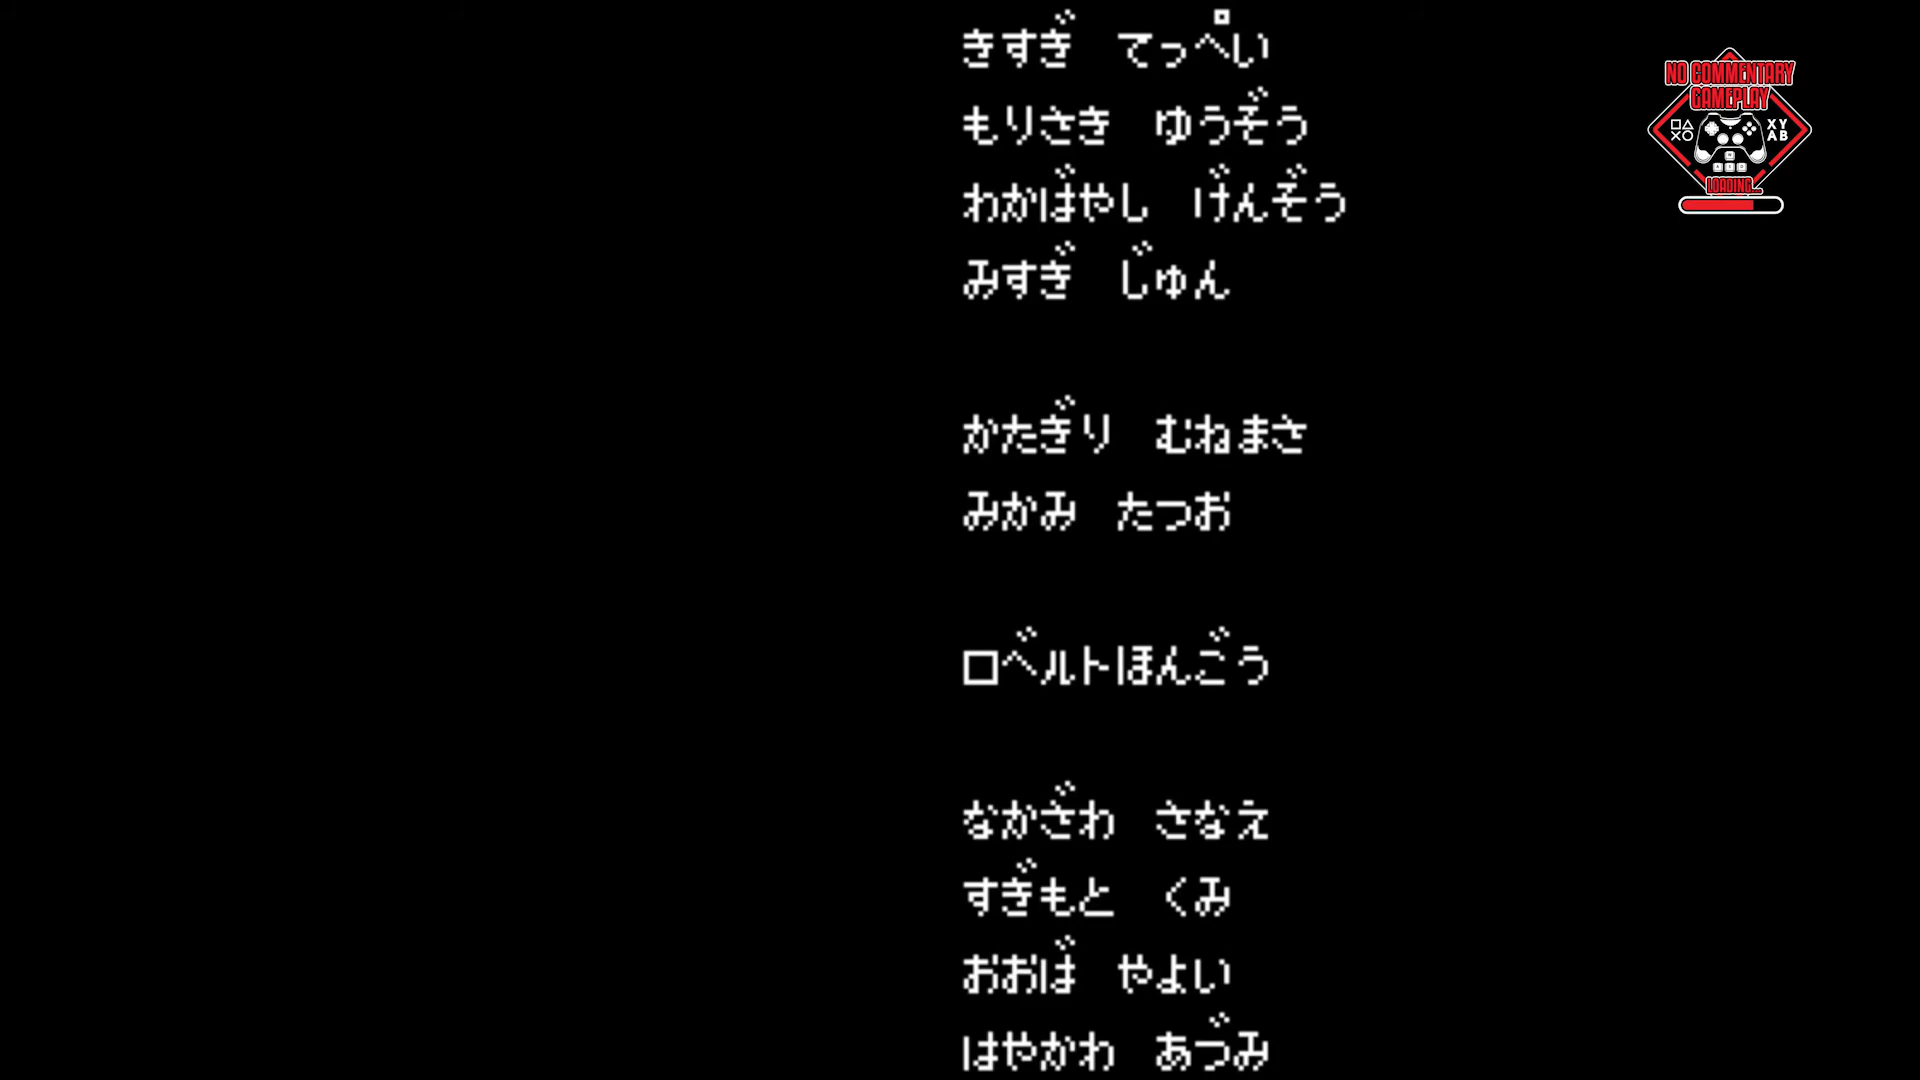 きすぎ てっぺい
もりさき ゆうぞう
わかばやし げんぞう
みすぎ じゅん
かたぎり むねまさ
みかみ たつお
ロベルトほんごう
なかざわ さなえ
すぎもと くみ
おおば やよい
はやかわ あづみ
NO COMMENTARY
GAMEPLAY
XY
AB
LOADING...